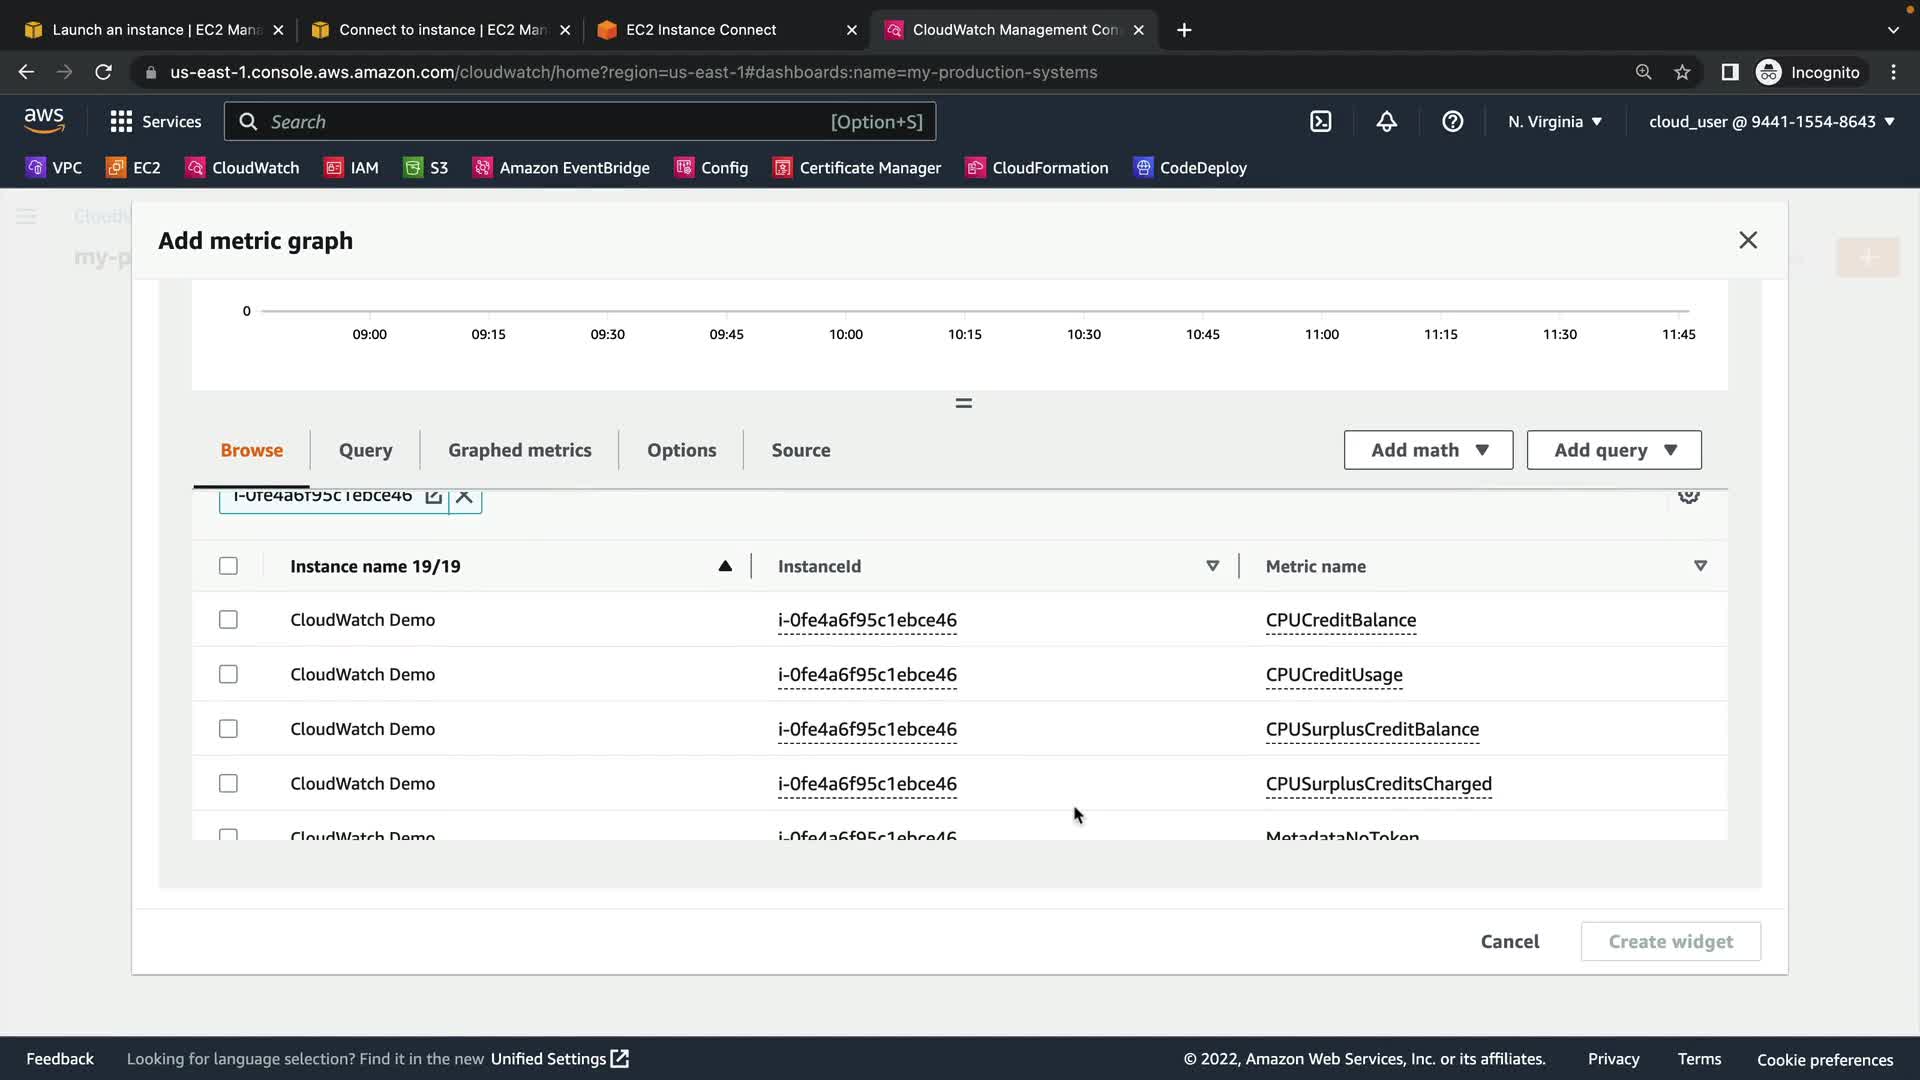 Launch an instance | EC2 Mana
Connect to instance | EC2 Man
EC2 Instance Connect
CloudWatch Management Con
us-east-1.console.aws.amazon.com/cloudwatch/home?region=us-east-1#dashboards:name=my-production-systems
Incognito
aws
Services
Search
[Option+S]
N. Virginia
cloud_user @ 9441-1554-8643
VPC
EC2
CloudWatch
IAM
S3
Amazon EventBridge
Config
Certificate Manager
CloudFormation
CodeDeploy
CloudW
my-p
Add metric graph
0
09:00 09:15 09:30 09:45 10:00 10:15 10:30 10:45 11:00 11:15 11:30 11:45
Browse
Query
Graphed metrics
Options
Source
Add math
Add query
i-0fe4a6f95c1ebce46
Instance name 19/19 InstanceId Metric name
CloudWatch Demo i-0fe4a6f95c1ebce46 CPUCreditBalance
CloudWatch Demo i-0fe4a6f95c1ebce46 CPUCreditUsage
CloudWatch Demo i-0fe4a6f95c1ebce46 CPUSurplusCreditBalance
CloudWatch Demo i-0fe4a6f95c1ebce46 CPUSurplusCreditsCharged
CloudWatch Demo i-0fe4a6f95c1ebce46 MetadataNoToken
Cancel
Create widget
Feedback
Looking for language selection? Find it in the new Unified Settings
© 2022, Amazon Web Services, Inc. or its affiliates.
Privacy
Terms
Cookie preferences